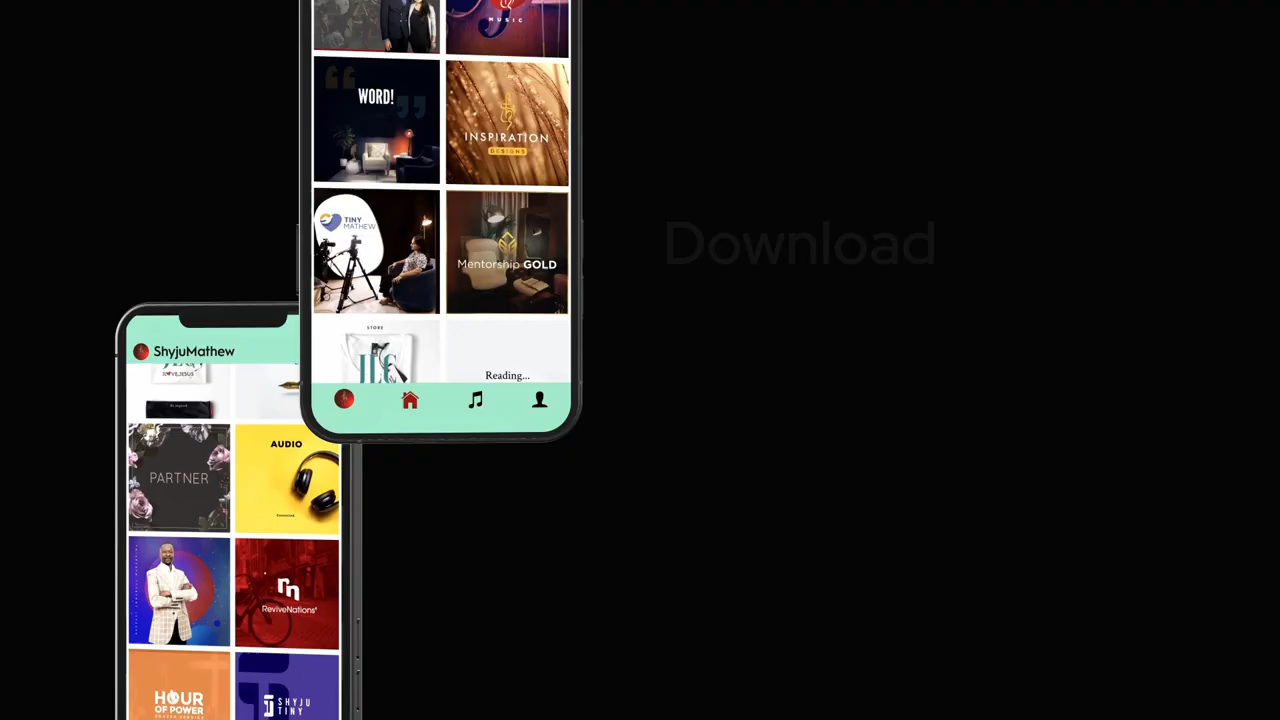 MUSIC
WORD!
INSPIRATION
DESIGNS
TINY
MATHEW
Mentorship GOLD
STORE
JLC
Reading...
Download
ShyjuMathew
PARTNER
AUDIO
ReviveNations
HOUR
OF POWER
SHYJU
TINY